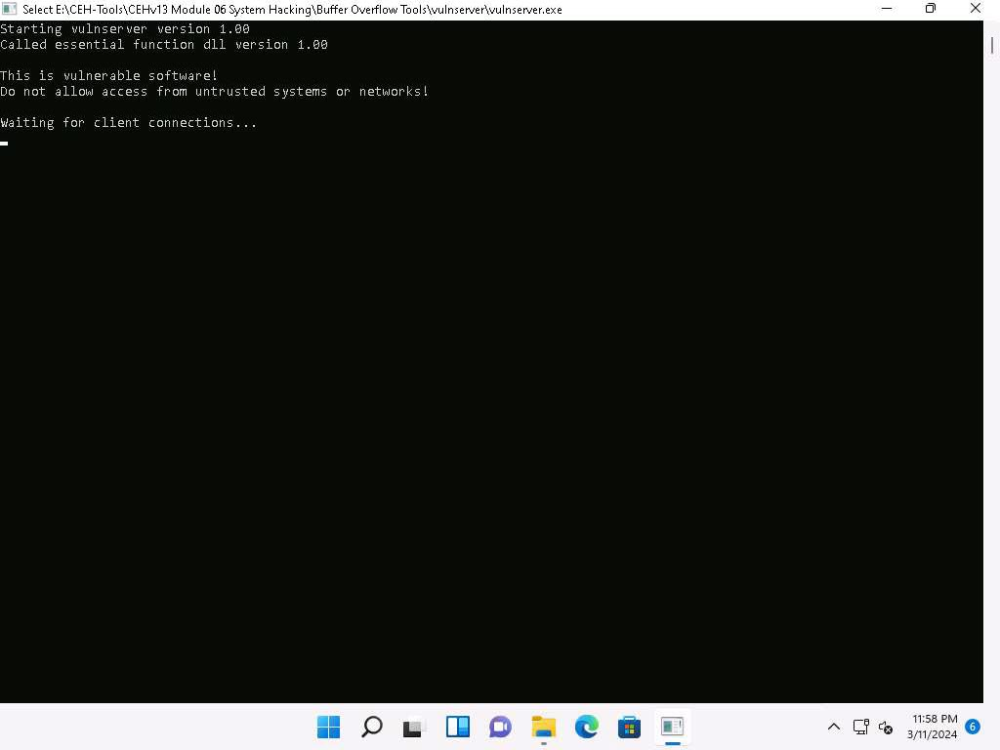 Select E:\CEH-Tools\CEHv13 Module 06 System Hacking\Buffer Overflow Tools\vulnserver\vulnserver.exe
Starting vulnserver version 1.00
Called essential function dll version 1.00
This is vulnerable software!
Do not allow access from untrusted systems or networks!
Waiting for client connections...
11:58 PM
3/11/2024
6